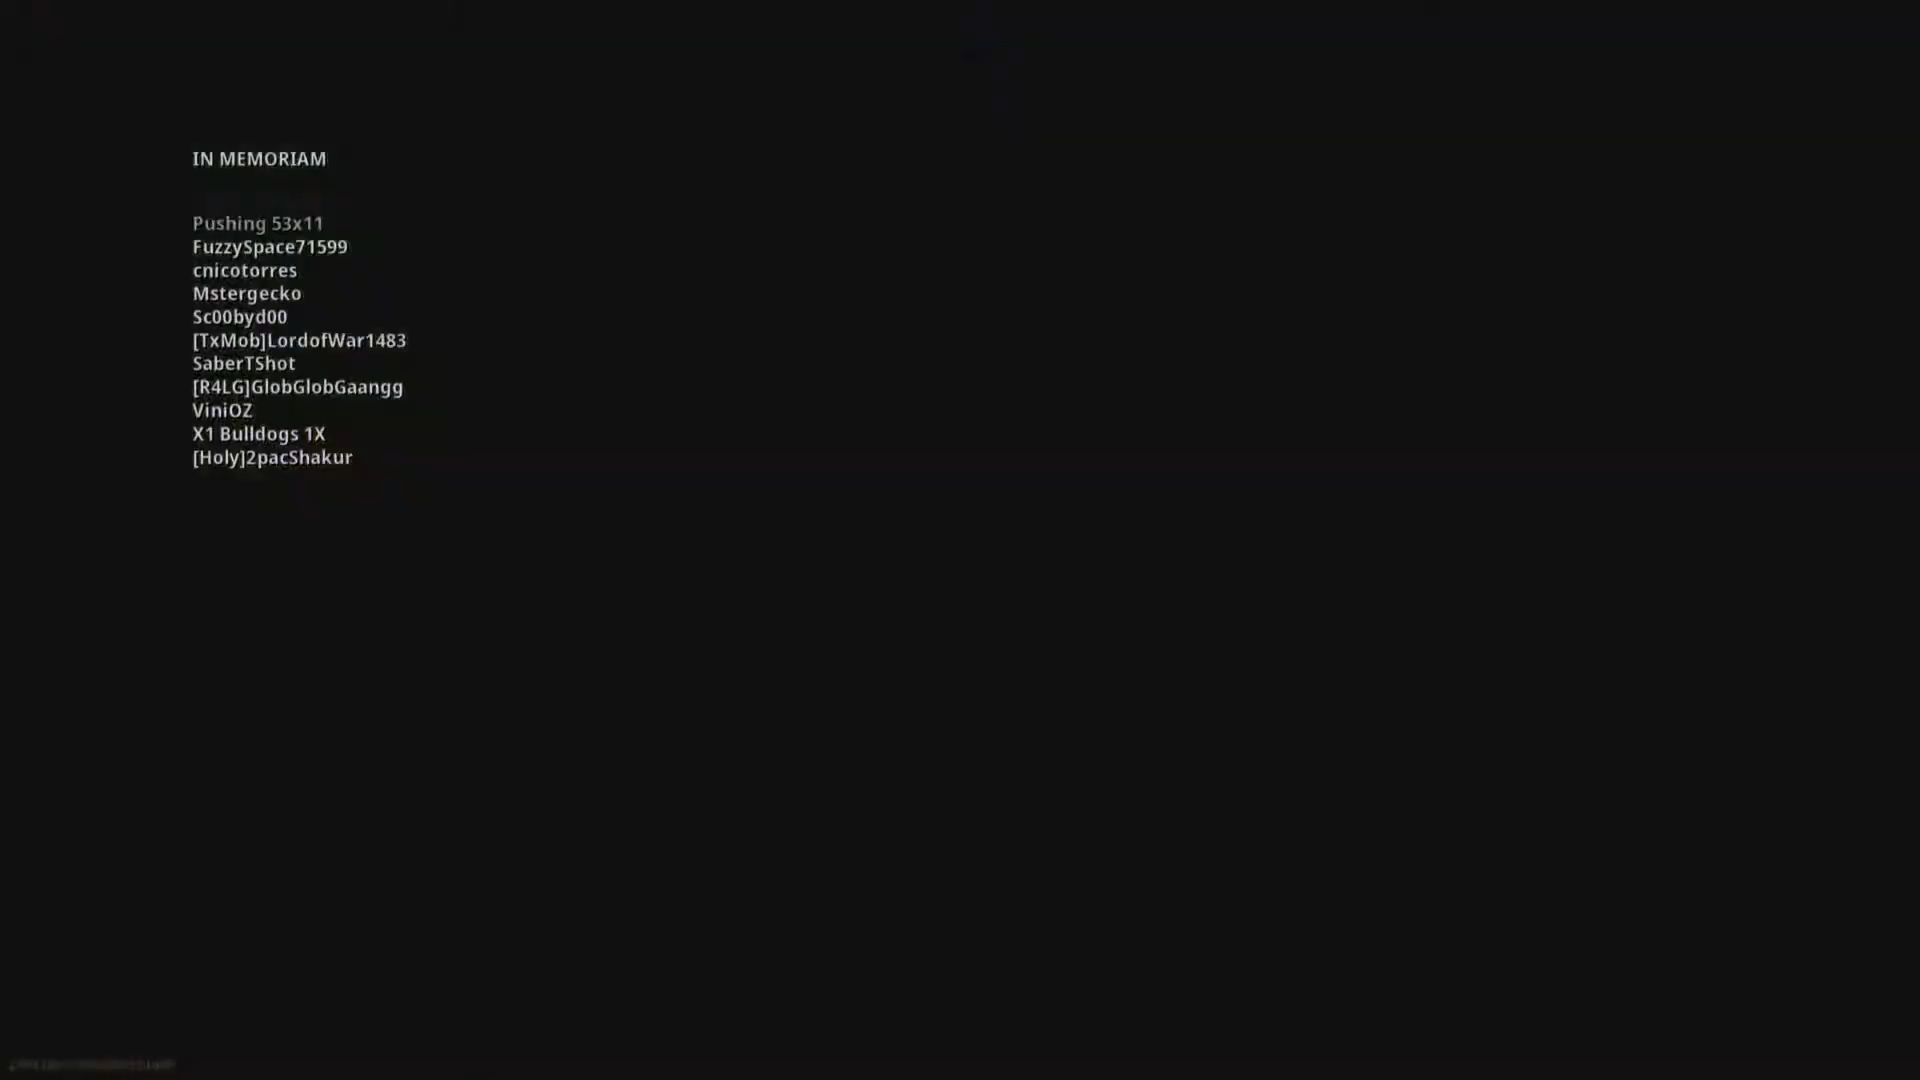 IN MEMORIAM
Pushing 53x11
FuzzySpace71599
cnicotorres
Mstergecko
Sc00byd00
[TxMob]LordofWar1483
SaberTShot
[R4LG]GlobGlobGaangg
ViniOZ
X1 Bulldogs 1X
[Holy]2pacShakur